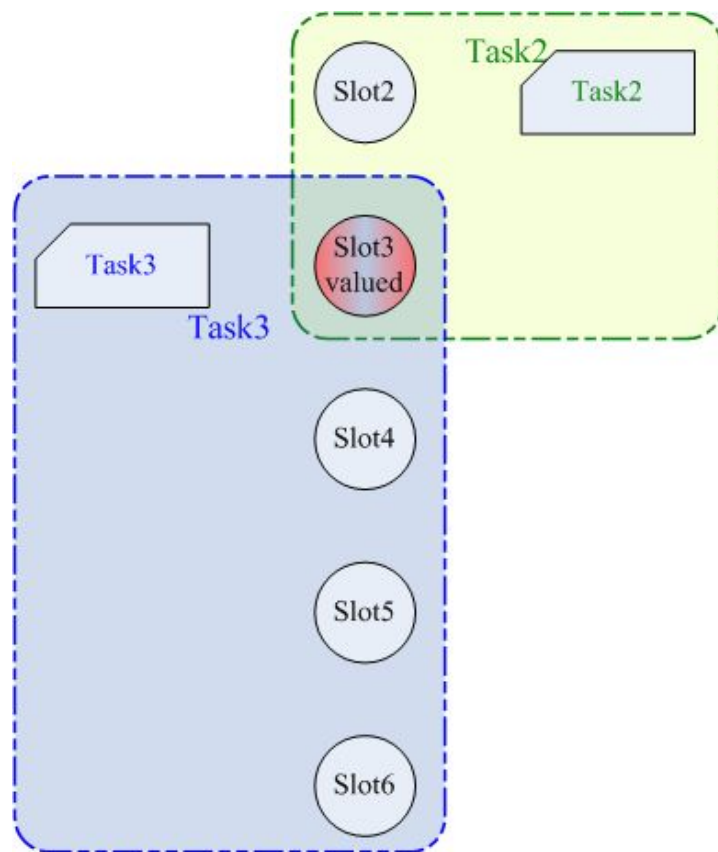 Task2
Slot2
Task2
Slot3
valued
Task3
Task3
Slot4
Slot5
Slot6